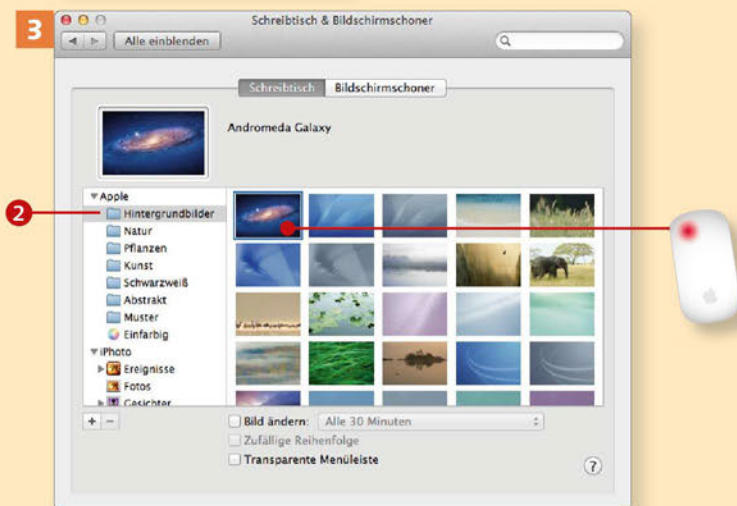 3
Schreibtisch & Bildschirmschoner
Alle einblenden
Schreibtisch Bildschirmschoner
Andromeda Galaxy
Apple
2
Hintergrundbilder
Natur
Pflanzen
Kunst
Schwarzweiß
Abstrakt
Muster
Einfarbig
iPhoto
Ereignisse
Fotos
Gesichter
+ −
Bild ändern: Alle 30 Minuten
Zufällige Reihenfolge
Transparente Menüleiste
?